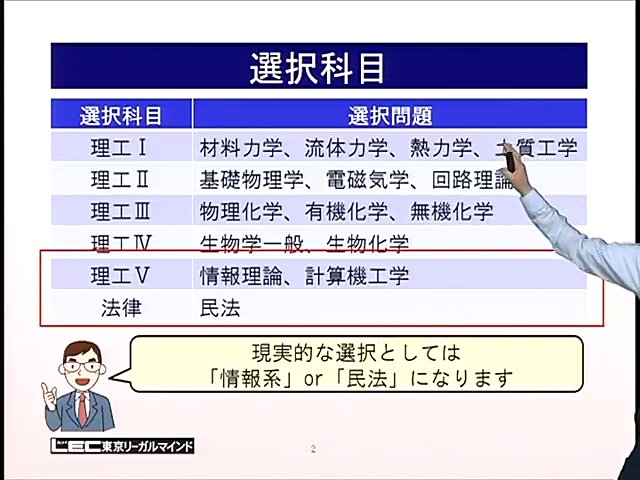 選択科目
選択科目 選択問題
理工Ⅰ 材料力学、流体力学、熱力学、土質工学
理工Ⅱ 基礎物理学、電磁気学、回路理論
理工Ⅲ 物理化学、有機化学、無機化学
理工Ⅳ 生物学一般、生物化学
理工Ⅴ 情報理論、計算機工学
法律 民法
現実的な選択としては
「情報系」or「民法」になります
LEC東京リーガルマインド
2